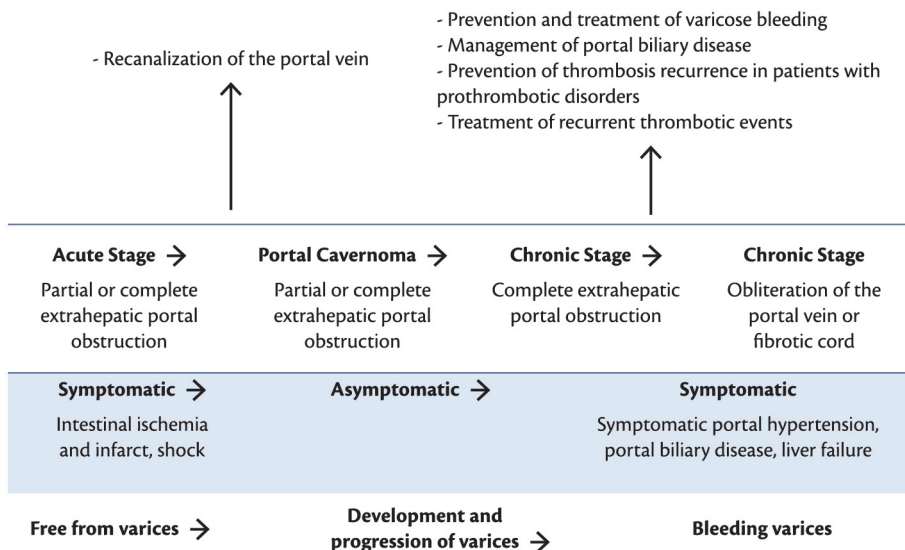 - Recanalization of the portal vein
- Prevention and treatment of varicose bleeding
- Management of portal biliary disease
- Prevention of thrombosis recurrence in patients with
prothrombotic disorders
- Treatment of recurrent thrombotic events
Acute Stage →
Partial or complete
extrahepatic portal
obstruction
Portal Cavernoma →
Partial or complete
extrahepatic portal
obstruction
Chronic Stage →
Complete extrahepatic
portal obstruction
Chronic Stage
Obliteration of the
portal vein or
fibrotic cord
Symptomatic →
Intestinal ischemia
and infarct, shock
Asymptomatic →
Symptomatic
Symptomatic portal hypertension,
portal biliary disease, liver failure
Free from varices →
Development and
progression of varices →
Bleeding varices